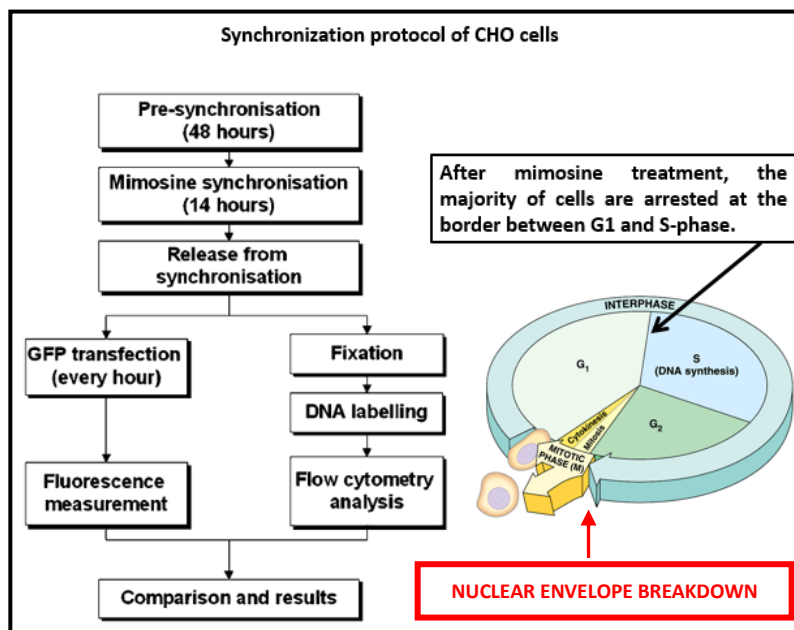 Synchronization protocol of CHO cells
Pre-synchronisation
(48 hours)
Mimosine synchronisation
(14 hours)
Release from
synchronisation
GFP transfection
(every hour)
Fluorescence
measurement
Fixation
DNA labelling
Flow cytometry
analysis
Comparison and results
After mimosine treatment, the
majority of cells are arrested at the
border between G1 and S-phase.
INTERPHASE
G1
S
(DNA synthesis)
G2
Cytokinesis
Mitosis
MITOTIC
PHASE (M)
NUCLEAR ENVELOPE BREAKDOWN